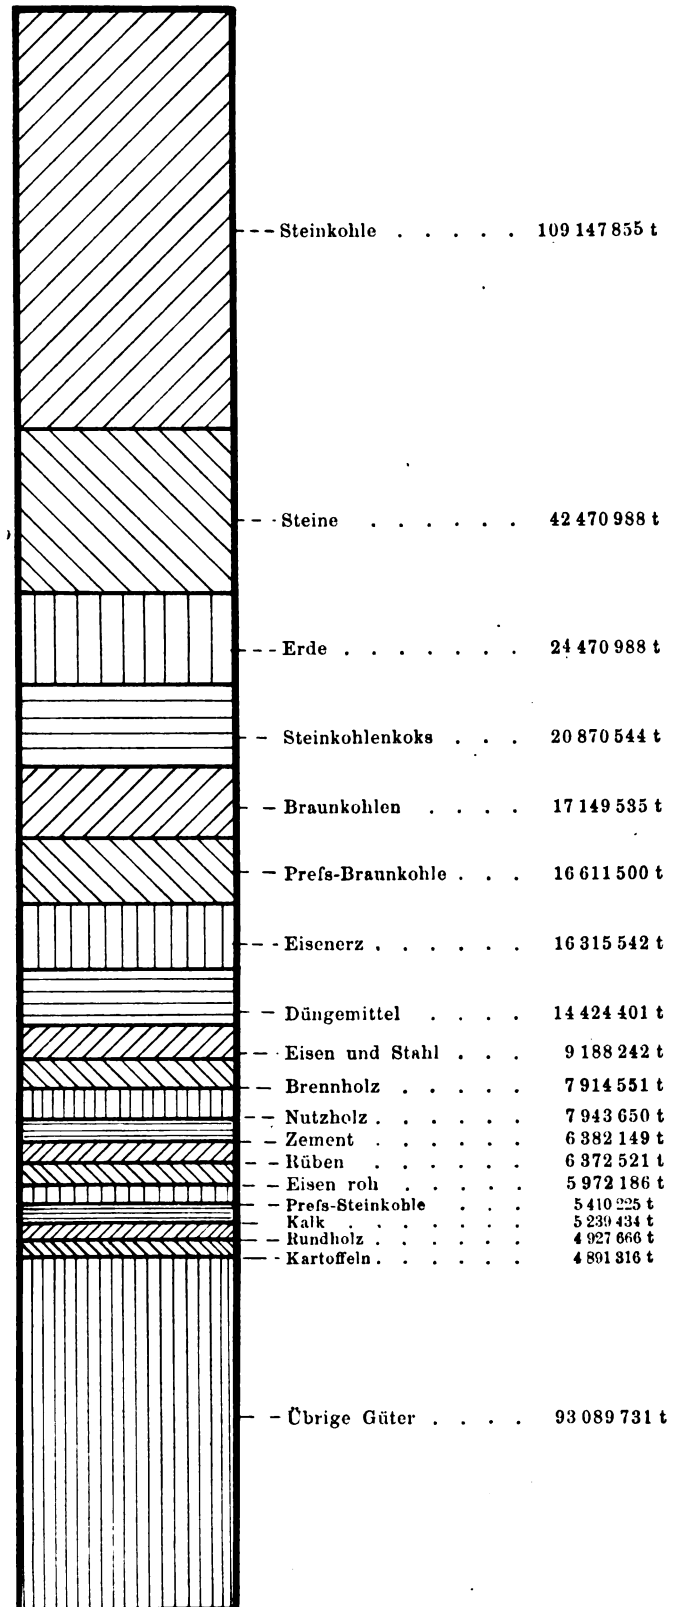 Steinkohle . . . . . 109 147 855 t
Steine . . . . . . 42 470 988 t
Erde . . . . . . . 24 470 988 t
Steinkohlenkoks . . . 20 870 544 t
Braunkohlen . . . . 17 149 535 t
Preſs-Braunkohle . . . 16 611 500 t
Eisenerz . . . . . . 16 315 542 t
Düngemittel . . . . 14 424 401 t
Eisen und Stahl . . . 9 188 242 t
Brennholz . . . . . 7 914 551 t
Nutzholz . . . . . . 7 943 650 t
Zement . . . . . . 6 382 149 t
Rüben . . . . . . 6 372 521 t
Eisen roh . . . . . 5 972 186 t
Preſs-Steinkohle . . . 5 410 225 t
Kalk . . . . . . . 5 239 434 t
Rundholz . . . . . . 4 927 666 t
Kartoffeln . . . . . . 4 891 316 t
Übrige Güter . . . . 93 089 731 t